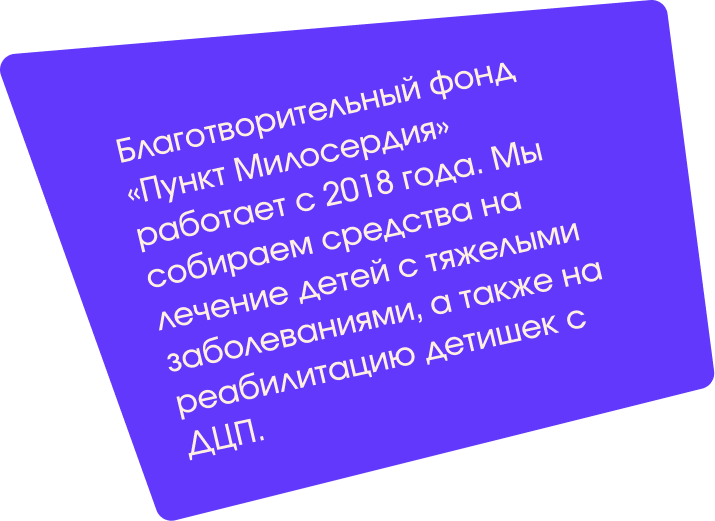 Благотворительный фонд
«Пункт Милосердия»
работает с 2018 года. Мы
собираем средства на
лечение детей с тяжелыми
заболеваниями, а также на
реабилитацию детишек с
ДЦП.